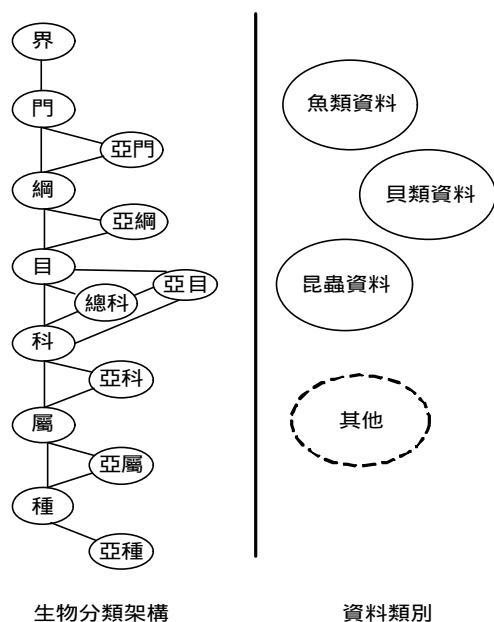 界
門
亞門
綱
亞綱
目
亞目
總科
科
亞科
屬
亞屬
種
亞種
生物分類架構
魚類資料
貝類資料
昆蟲資料
其他
資料類別